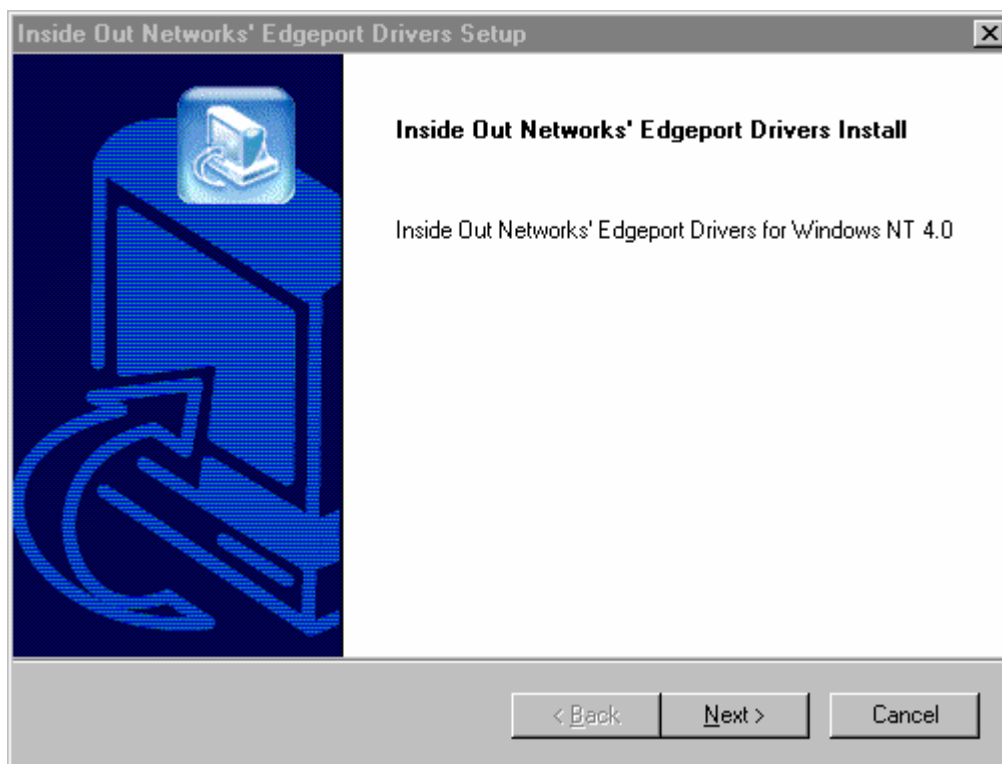 Inside Out Networks' Edgeport Drivers Setup
Inside Out Networks' Edgeport Drivers Install
Inside Out Networks' Edgeport Drivers for Windows NT 4.0
< Back
Next >
Cancel